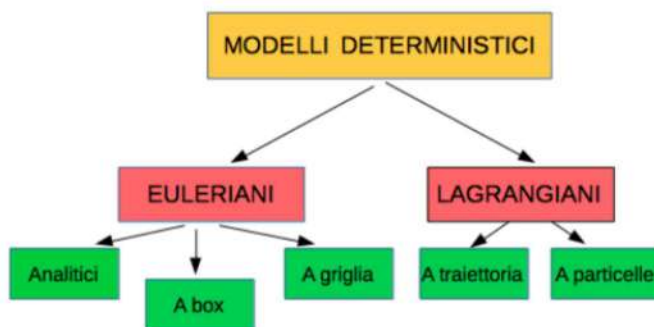 MODELLI DETERMINISTICI
EULERIANI
LAGRANGIANI
Analitici
A box
A griglia
A traiettoria
A particelle